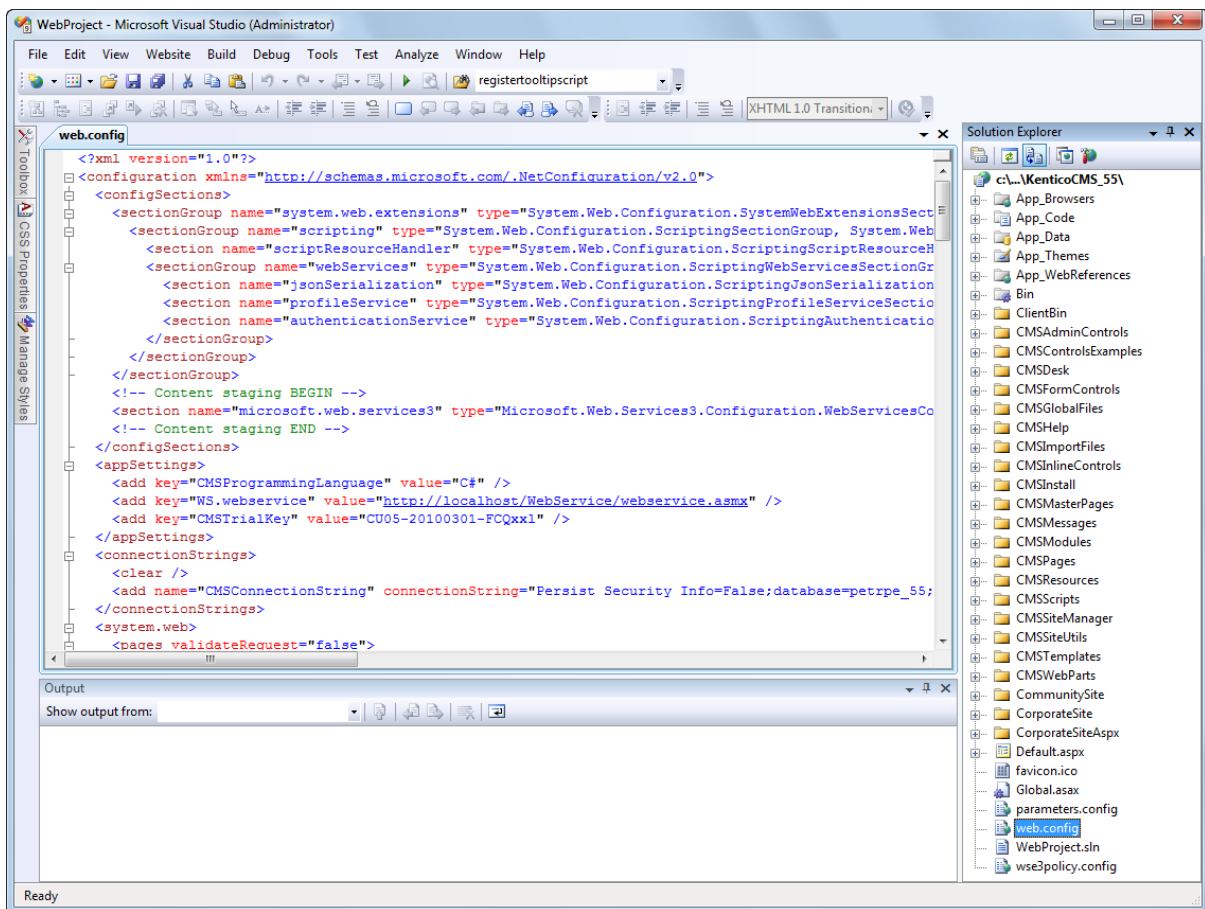 WebProject - Microsoft Visual Studio (Administrator)
File Edit View Website Build Debug Tools Test Analyze Window Help
registertooltipscript
XHTML 1.0 Transition
Toolbox
CSS Properties
Manage Styles
web.config
<?xml version="1.0"?>
<configuration xmlns="http://schemas.microsoft.com/.NetConfiguration/v2.0">
<configSections>
<sectionGroup name="system.web.extensions" type="System.Web.Configuration.SystemWebExtensionsSect
<sectionGroup name="scripting" type="System.Web.Configuration.ScriptingSectionGroup, System.Web
<section name="scriptResourceHandler" type="System.Web.Configuration.ScriptingScriptResourceH
<sectionGroup name="webServices" type="System.Web.Configuration.ScriptingWebServicesSectionGr
<section name="jsonSerialization" type="System.Web.Configuration.ScriptingJsonSerialization
<section name="profileService" type="System.Web.Configuration.ScriptingProfileServiceSectio
<section name="authenticationService" type="System.Web.Configuration.ScriptingAuthenticatio
</sectionGroup>
</sectionGroup>
</sectionGroup>
<!-- Content staging BEGIN -->
<section name="microsoft.web.services3" type="Microsoft.Web.Services3.Configuration.WebServicesCo
<!-- Content staging END -->
</configSections>
<appSettings>
<add key="CMSProgrammingLanguage" value="C#" />
<add key="WS.webservice" value="http://localhost/WebService/webservice.asmx" />
<add key="CMSTrialKey" value="CU05-20100301-FCQxxl" />
</appSettings>
<connectionStrings>
<clear />
<add name="CMSConnectionString" connectionString="Persist Security Info=False;database=petrpe_55;
</connectionStrings>
<system.web>
<pages validateRequest="false">
Output
Show output from:
Solution Explorer
c:\...\KenticoCMS_55\
App_Browsers
App_Code
App_Data
App_Themes
App_WebReferences
Bin
ClientBin
CMSAdminControls
CMSControlsExamples
CMSDesk
CMSFormControls
CMSGlobalFiles
CMSHelp
CMSImportFiles
CMSInlineControls
CMSInstall
CMSMasterPages
CMSMessages
CMSModules
CMSPages
CMSResources
CMSScripts
CMSSiteManager
CMSSiteUtils
CMSTemplates
CMSWebParts
CommunitySite
CorporateSite
CorporateSiteAspx
Default.aspx
favicon.ico
Global.asax
parameters.config
web.config
WebProject.sln
wse3policy.config
Ready